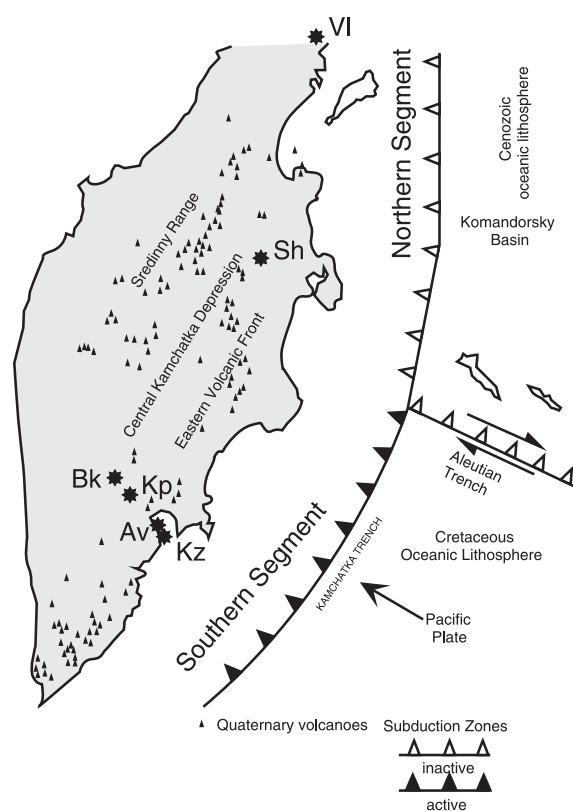 VI
Northern Segment
Cenozoic
oceanic lithosphere
Komandorsky
Basin
Sredinny Range
Sh
Central Kamchatka Depression
Eastern Volcanic Front
Aleutian
Trench
Bk
Kp
Av
Kz
Southern Segment
KAMCHATKA TRENCH
Cretaceous
Oceanic Lithosphere
Pacific
Plate
Quaternary volcanoes
Subduction Zones
inactive
active